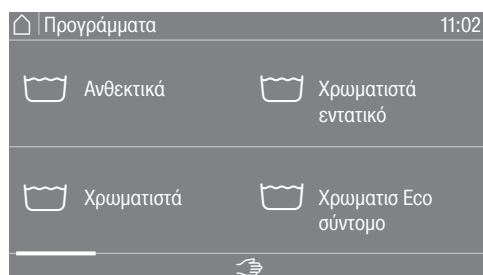 Προγράμματα 11:02
Ανθεκτικά
Χρωματιστά
εντατικό
Χρωματιστά
Χρωματισ Eco
σύντομο